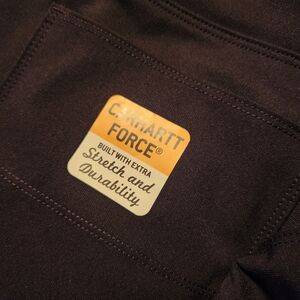 CARHARTT
FORCE®
BUILT WITH EXTRA
Stretch and
Durability